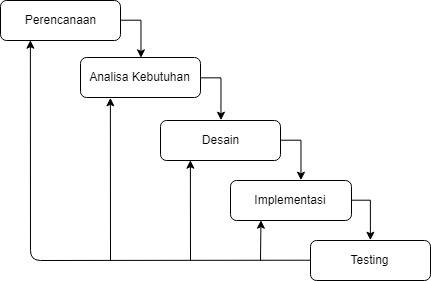 Perencanaan
Analisa Kebutuhan
Desain
Implementasi
Testing